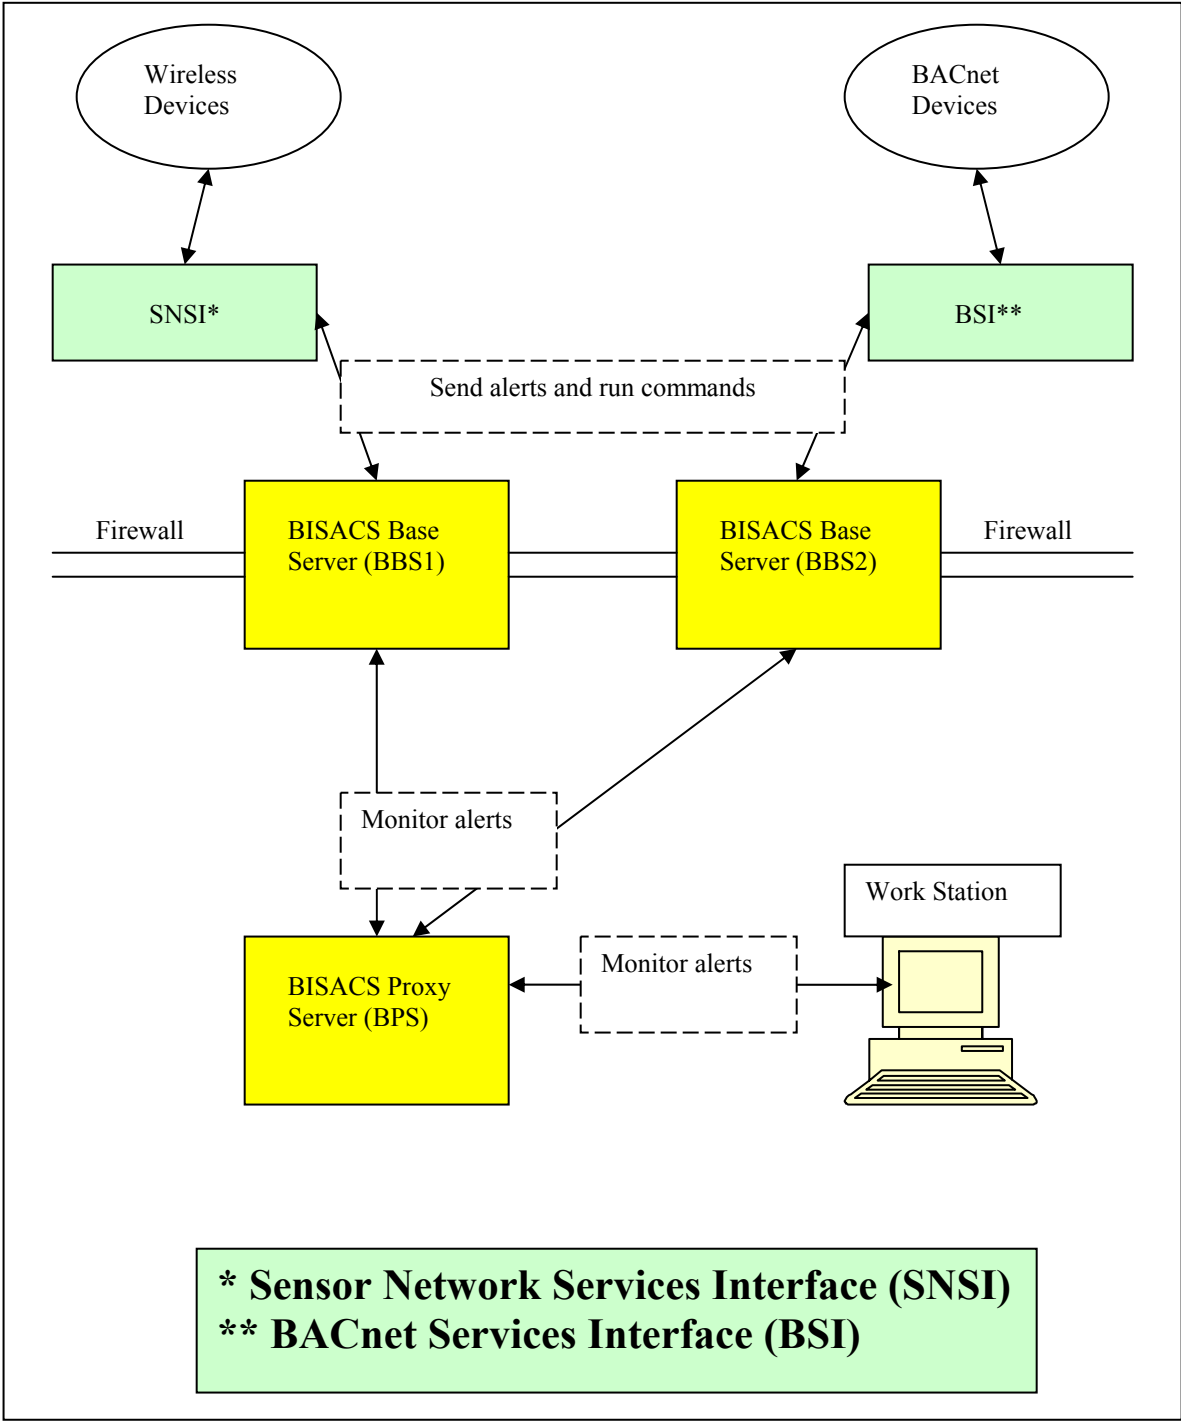 Wireless
Devices
BACnet
Devices
SNSI*
BSI**
Send alerts and run commands
Firewall
BISACS Base
Server (BBS1)
BISACS Base
Server (BBS2)
Firewall
Monitor alerts
Work Station
Monitor alerts
BISACS Proxy
Server (BPS)
* Sensor Network Services Interface (SNSI)
** BACnet Services Interface (BSI)